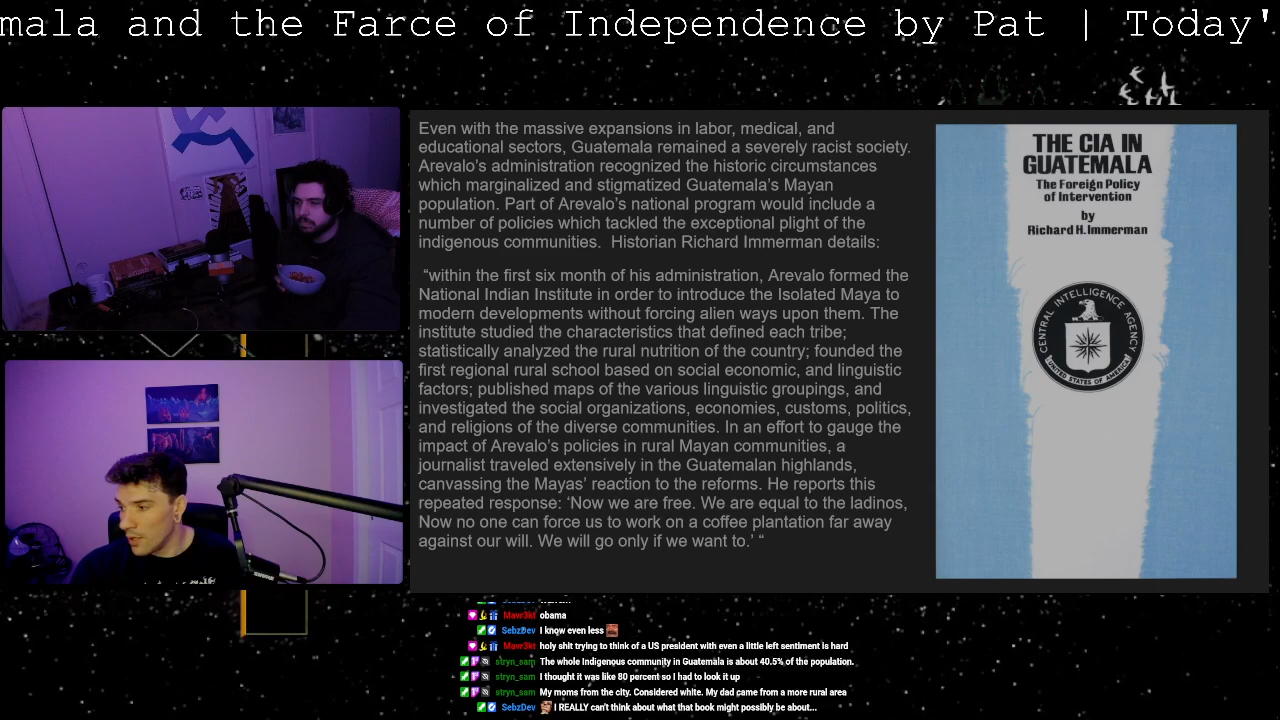 mala and the Farce of Independence by Pat | Today'
Even with the massive expansions in labor, medical, and
educational sectors, Guatemala remained a severely racist society.
Arevalo's administration recognized the historic circumstances
which marginalized and stigmatized Guatemala's Mayan
population. Part of Arevalo's national program would include a
number of policies which tackled the exceptional plight of the
indigenous communities.  Historian Richard Immerman details:
“within the first six month of his administration, Arevalo formed the
National Indian Institute in order to introduce the Isolated Maya to
modern developments without forcing alien ways upon them. The
institute studied the characteristics that defined each tribe;
statistically analyzed the rural nutrition of the country; founded the
first regional rural school based on social economic, and linguistic
factors; published maps of the various linguistic groupings, and
investigated the social organizations, economies, customs, politics,
and religions of the diverse communities. In an effort to gauge the
impact of Arevalo's policies in rural Mayan communities, a
journalist traveled extensively in the Guatemalan highlands,
canvassing the Mayas' reaction to the reforms. He reports this
repeated response: ‘Now we are free. We are equal to the ladinos,
Now no one can force us to work on a coffee plantation far away
against our will. We will go only if we want to.’ “
THE CIA IN
GUATEMALA
The Foreign Policy
of Intervention
by
Richard H. Immerman
CENTRAL INTELLIGENCE AGENCY
UNITED STATES OF AMERICA
Mavr3kt obama
SebzDev I know even less
Mavr3kt holy shit trying to think of a US president with even a little left sentiment is hard
stryn_sam The whole Indigenous community in Guatemala is about 40.5% of the population.
stryn_sam I thought it was like 80 percent so I had to look it up
stryn_sam My moms from the city. Considered white. My dad came from a more rural area
SebzDev I REALLY can't think about what that book might possibly be about...